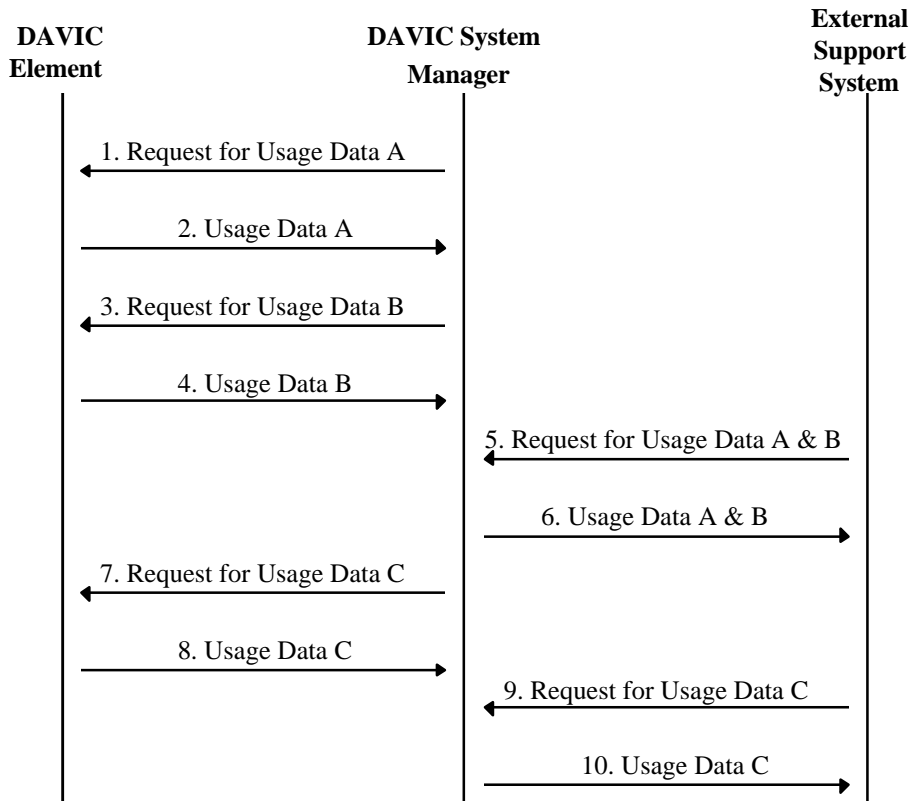 DAVIC
Element
DAVIC System
Manager
External
Support
System
1. Request for Usage Data A
2. Usage Data A
3. Request for Usage Data B
4. Usage Data B
5. Request for Usage Data A & B
6. Usage Data A & B
7. Request for Usage Data C
8. Usage Data C
9. Request for Usage Data C
10. Usage Data C